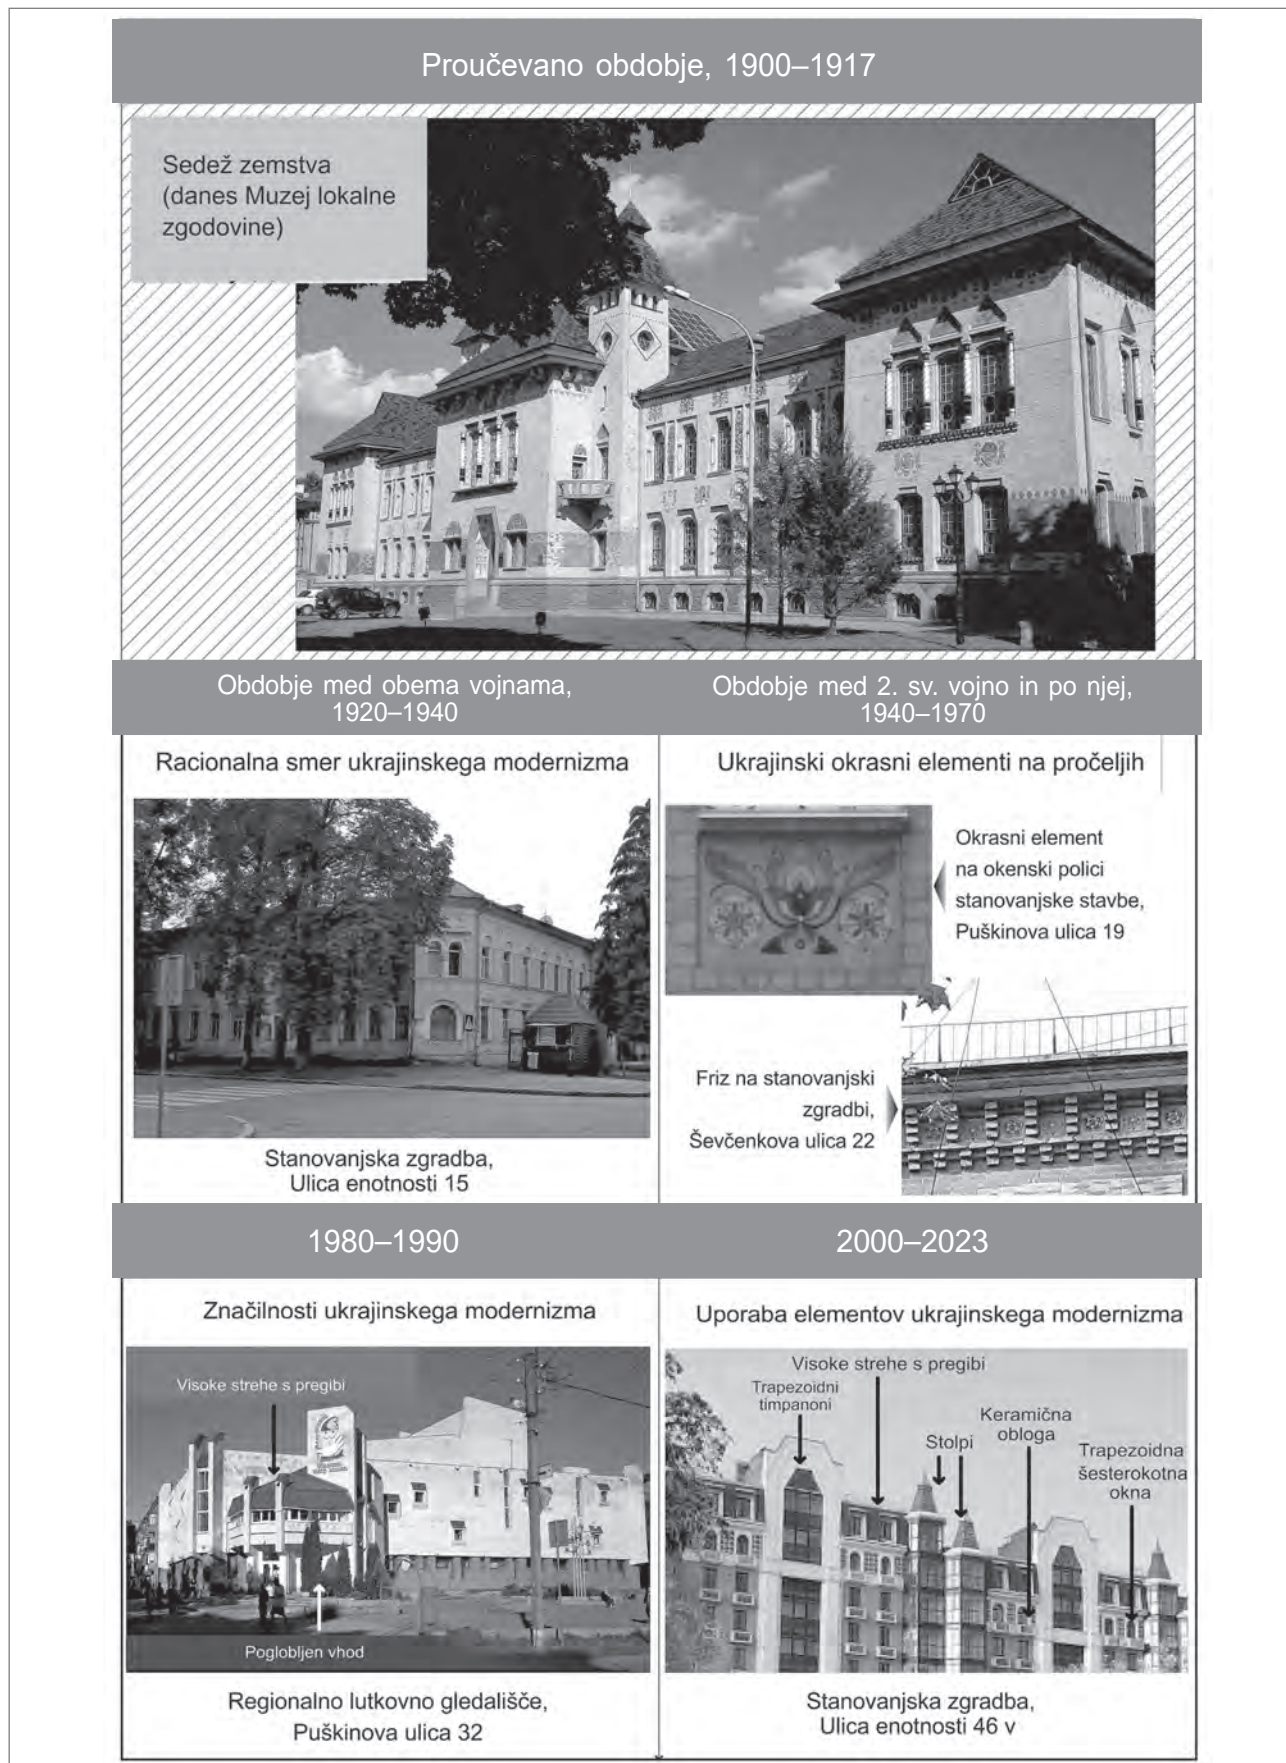 Proučevano obdobje, 1900–1917
Sedež zemstva
(danes Muzej lokalne
zgodovine)
Obdobje med obema vojnama,
1920–1940
Obdobje med 2. sv. vojno in po njej,
1940–1970
Racionalna smer ukrajinskega modernizma
Stanovanjska zgradba,
Ulica enotnosti 15
Ukrajinski okrasni elementi na pročeljih
Okrasni element
na okenski polici
stanovanjske stavbe,
Puškinova ulica 19
Friz na stanovanjski
zgradbi,
Ševčenkova ulica 22
1980–1990
2000–2023
Značilnosti ukrajinskega modernizma
Visoke strehe s pregibi
Poglobljen vhod
Regionalno lutkovno gledališče,
Puškinova ulica 32
Uporaba elementov ukrajinskega modernizma
Visoke strehe s pregibi
Trapezoidni
timpanoni
Stolpi
Keramična
obloga
Trapezoidna
šesterokotna
okna
Stanovanjska zgradba,
Ulica enotnosti 46 v